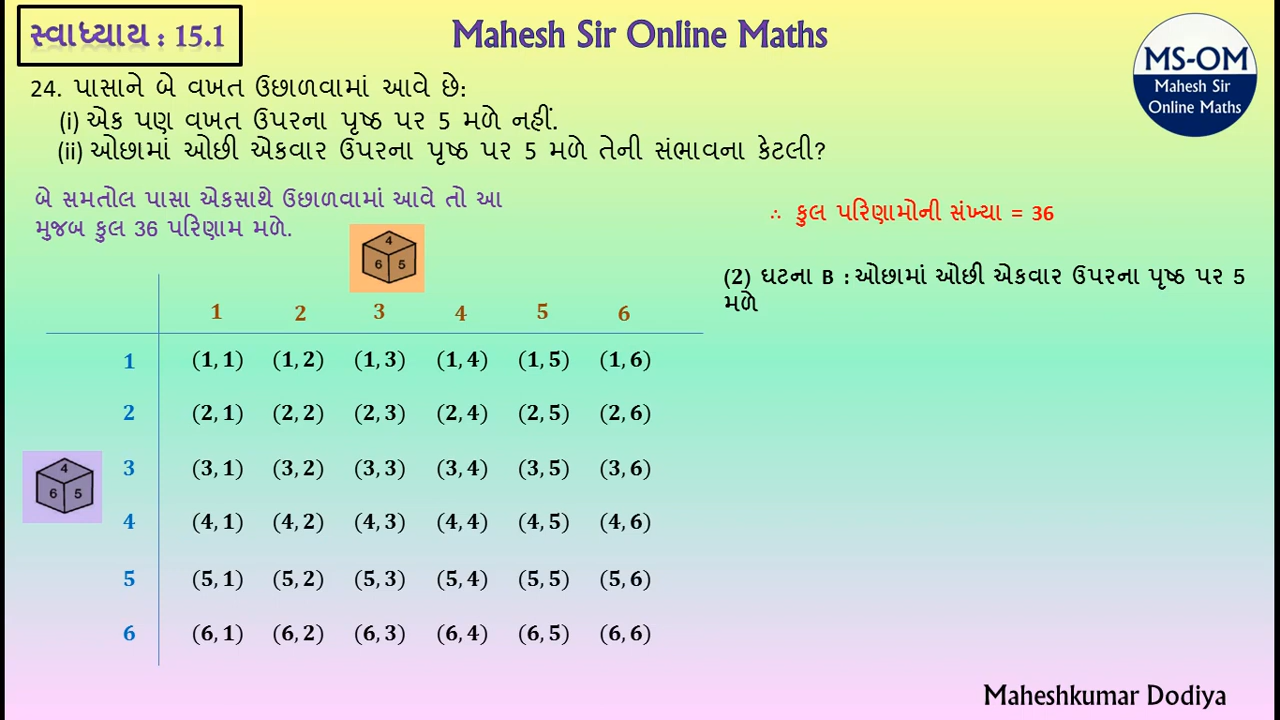 સ્વાધ્યાય : 15.1
Mahesh Sir Online Maths
MS-OM
Mahesh Sir
Online Maths
24. પાસાને બે વખત ઉછાળવામાં આવે છે:
(i) એક પણ વખત ઉપરના પૃષ્ઠ પર 5 મળે નહીં.
(ii) ઓછામાં ઓછી એકવાર ઉપરના પૃષ્ઠ પર 5 મળે તેની સંભાવના કેટલી?
બે સમતોલ પાસા એકસાથે ઉછાળવામાં આવે તો આ
મુજબ કુલ 36 પરિણામ મળે.
∴ કુલ પરિણામોની સંખ્યા = 36
(2) ઘટના B : ઓછામાં ઓછી એકવાર ઉપરના પૃષ્ઠ પર 5
મળે
4
6 5
1 2 3 4 5 6
1 (1, 1) (1, 2) (1, 3) (1, 4) (1, 5) (1, 6)
2 (2, 1) (2, 2) (2, 3) (2, 4) (2, 5) (2, 6)
3 (3, 1) (3, 2) (3, 3) (3, 4) (3, 5) (3, 6)
4
6 5
4 (4, 1) (4, 2) (4, 3) (4, 4) (4, 5) (4, 6)
5 (5, 1) (5, 2) (5, 3) (5, 4) (5, 5) (5, 6)
6 (6, 1) (6, 2) (6, 3) (6, 4) (6, 5) (6, 6)
Maheshkumar Dodiya